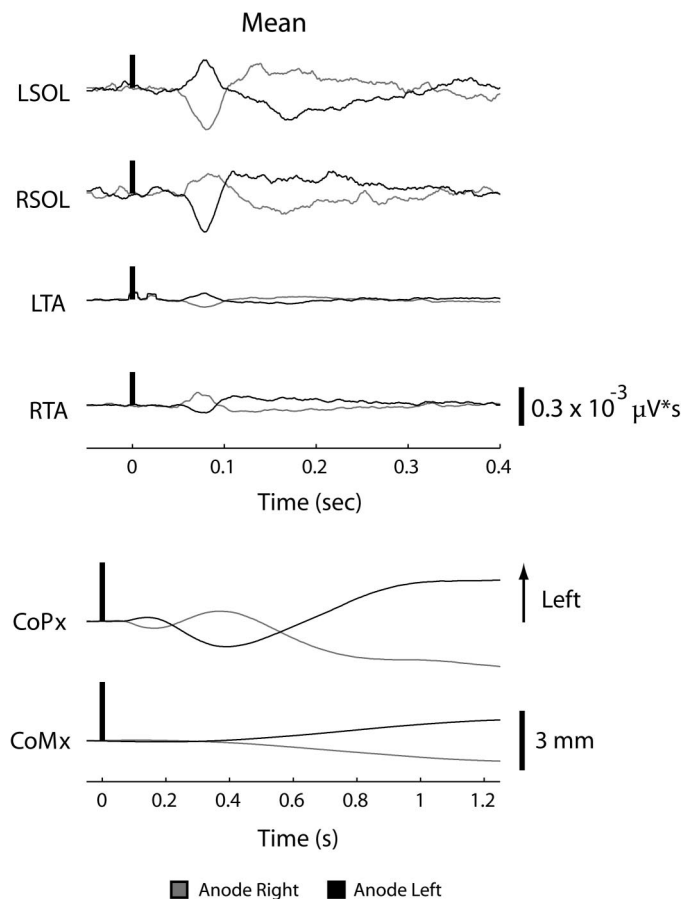 Mean
LSOL
RSOL
LTA
RTA
0.3 x 10⁻³ µV*s
0 0.1 0.2 0.3 0.4
Time (sec)
CoPx
Left
CoMx
3 mm
0 0.2 0.4 0.6 0.8 1 1.2
Time (s)
Anode Right Anode Left